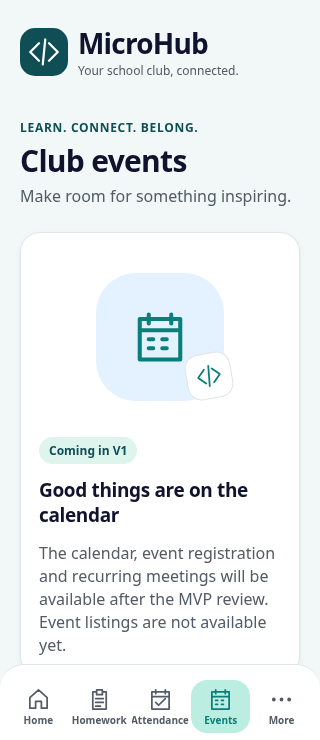 MicroHub
Your school club, connected.
LEARN. CONNECT. BELONG.
Club events
Make room for something inspiring.
Coming in V1
Good things are on the
calendar
The calendar, event registration
and recurring meetings will be
available after the MVP review.
Event listings are not available
yet.
Home Homework Attendance Events More